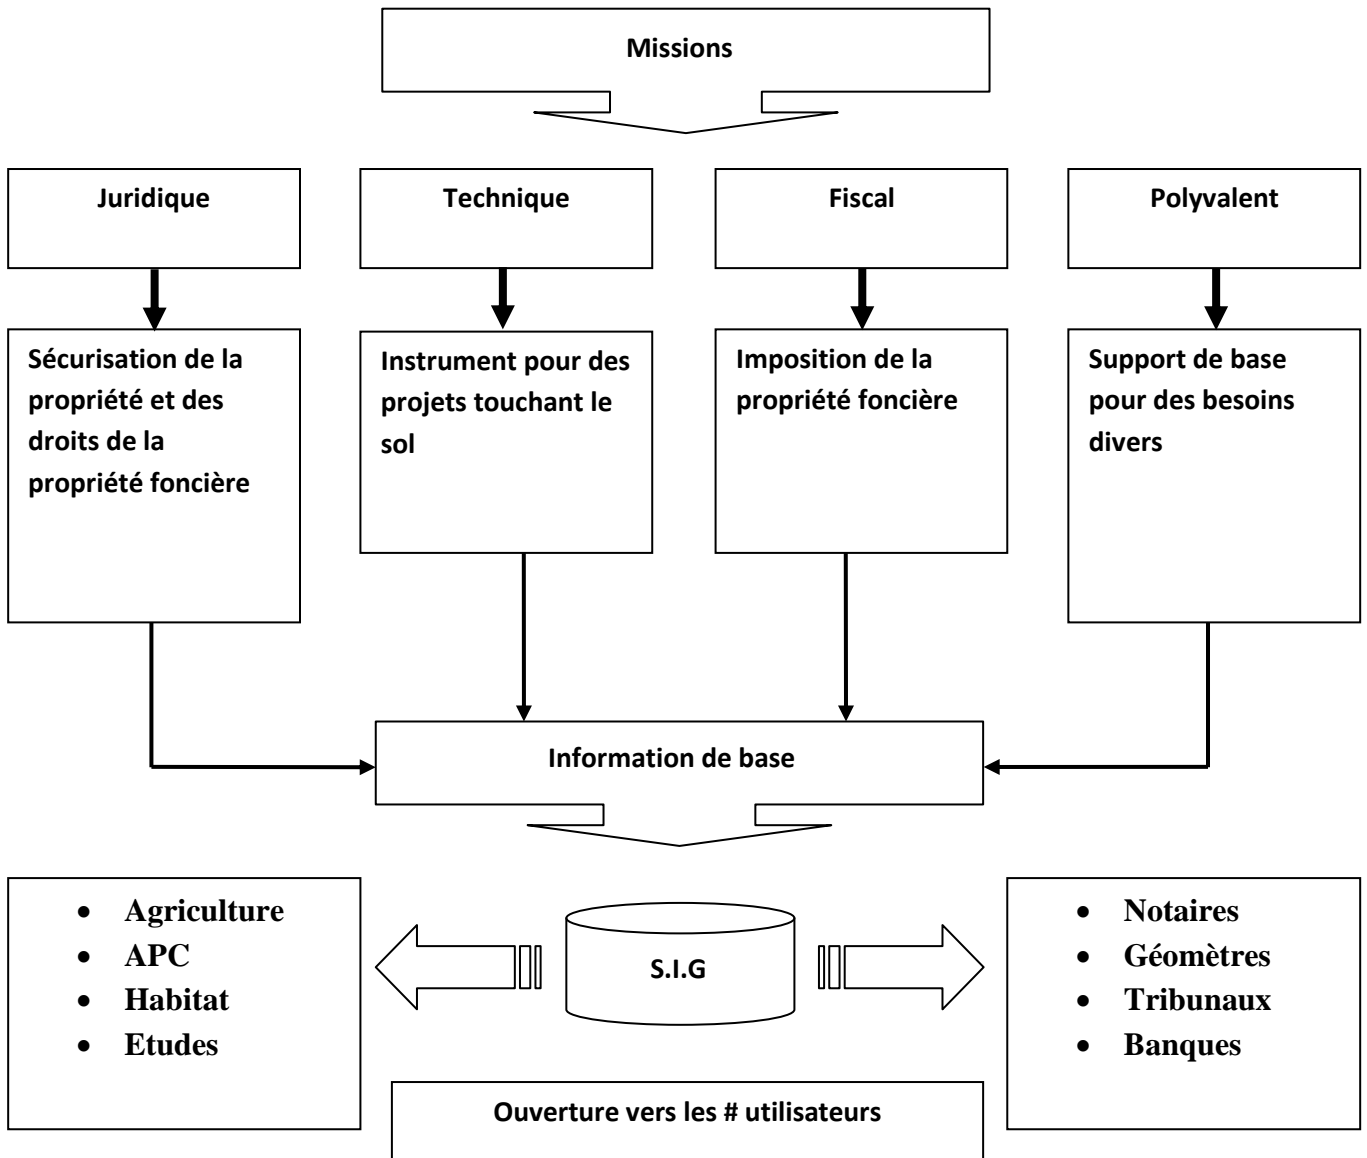 Missions
Juridique
Technique
Fiscal
Polyvalent
Sécurisation de la
propriété et des
droits de la
propriété foncière
Instrument pour des
projets touchant le
sol
Imposition de la
propriété foncière
Support de base
pour des besoins
divers
Information de base
• Agriculture
• APC
• Habitat
• Etudes
S.I.G
• Notaires
• Géomètres
• Tribunaux
• Banques
Ouverture vers les # utilisateurs